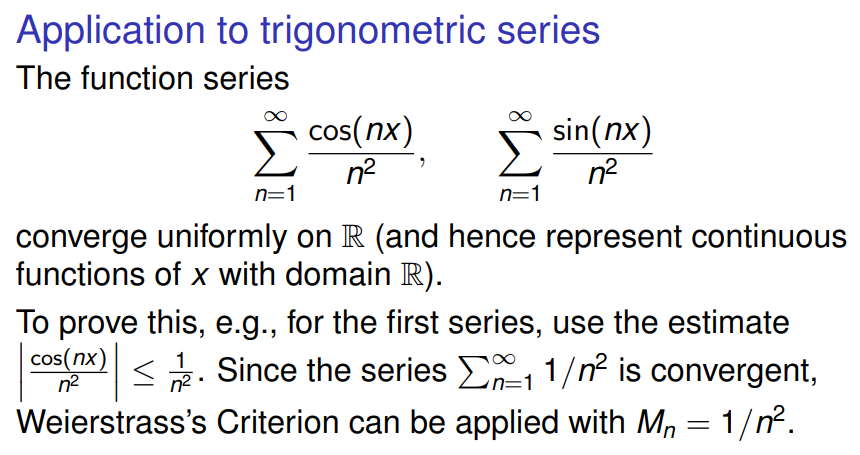 Application to trigonometric series
The function series
$$\sum_{n=1}^{\infty} \frac{\cos(nx)}{n^2}, \qquad \sum_{n=1}^{\infty} \frac{\sin(nx)}{n^2}$$
converge uniformly on ℝ (and hence represent continuous
functions of x with domain ℝ).
To prove this, e.g., for the first series, use the estimate
$\left|\frac{\cos(nx)}{n^2}\right| \leq \frac{1}{n^2}$. Since the series $\sum_{n=1}^{\infty} 1/n^2$ is convergent,
Weierstrass's Criterion can be applied with $M_n = 1/n^2$.